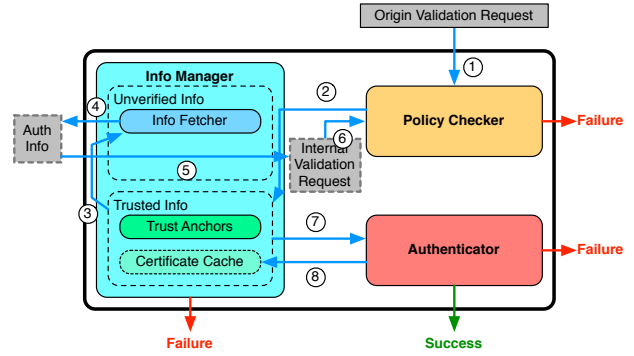 Origin Validation Request
1
Info Manager
2
Unverified Info
4
Info Fetcher
Policy Checker
Failure
Auth
Info
6
Internal
Validation
Request
5
3
Trusted Info
Trust Anchors
7
Authenticator
Failure
Certificate Cache
8
Failure
Success